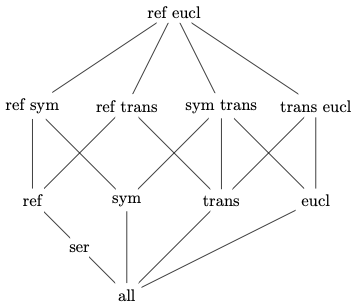 ref eucl
ref sym ref trans sym trans trans eucl
ref sym trans eucl
ser
all